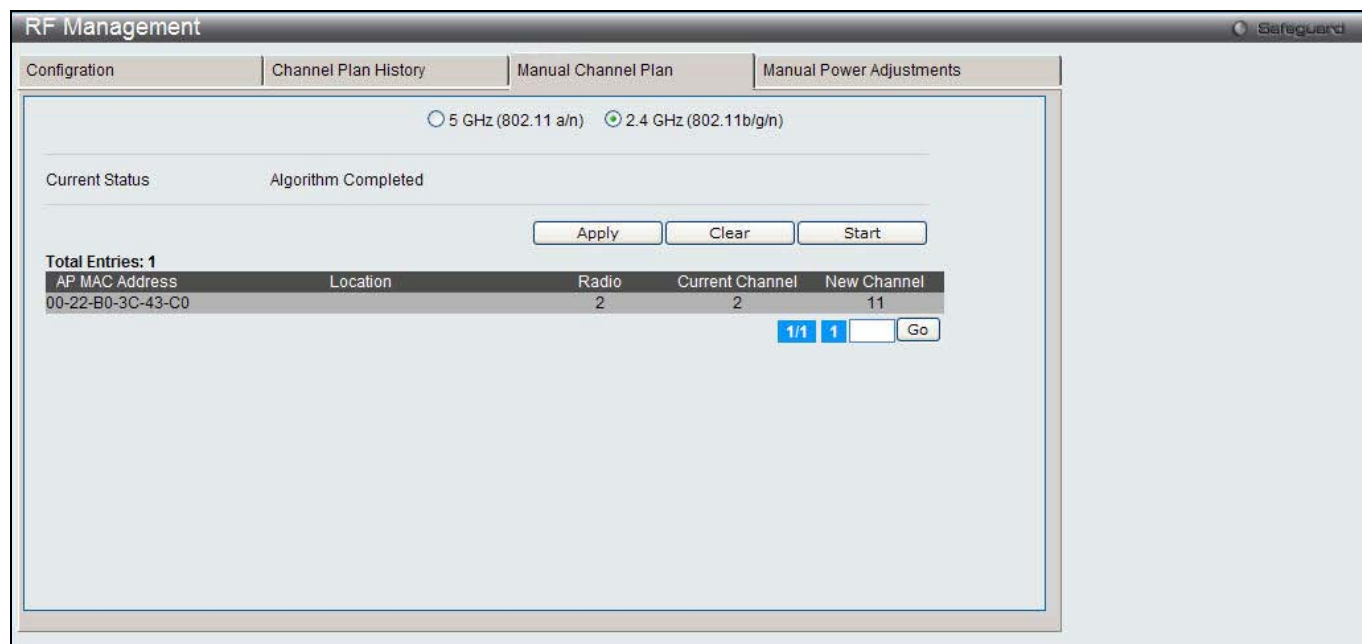 RF Management
Safeguard
Configration Channel Plan History Manual Channel Plan Manual Power Adjustments
5 GHz (802.11 a/n) 2.4 GHz (802.11b/g/n)
Current Status Algorithm Completed
Apply Clear Start
Total Entries: 1
AP MAC Address Location Radio Current Channel New Channel
00-22-B0-3C-43-C0 2 2 11
1/1 1 Go